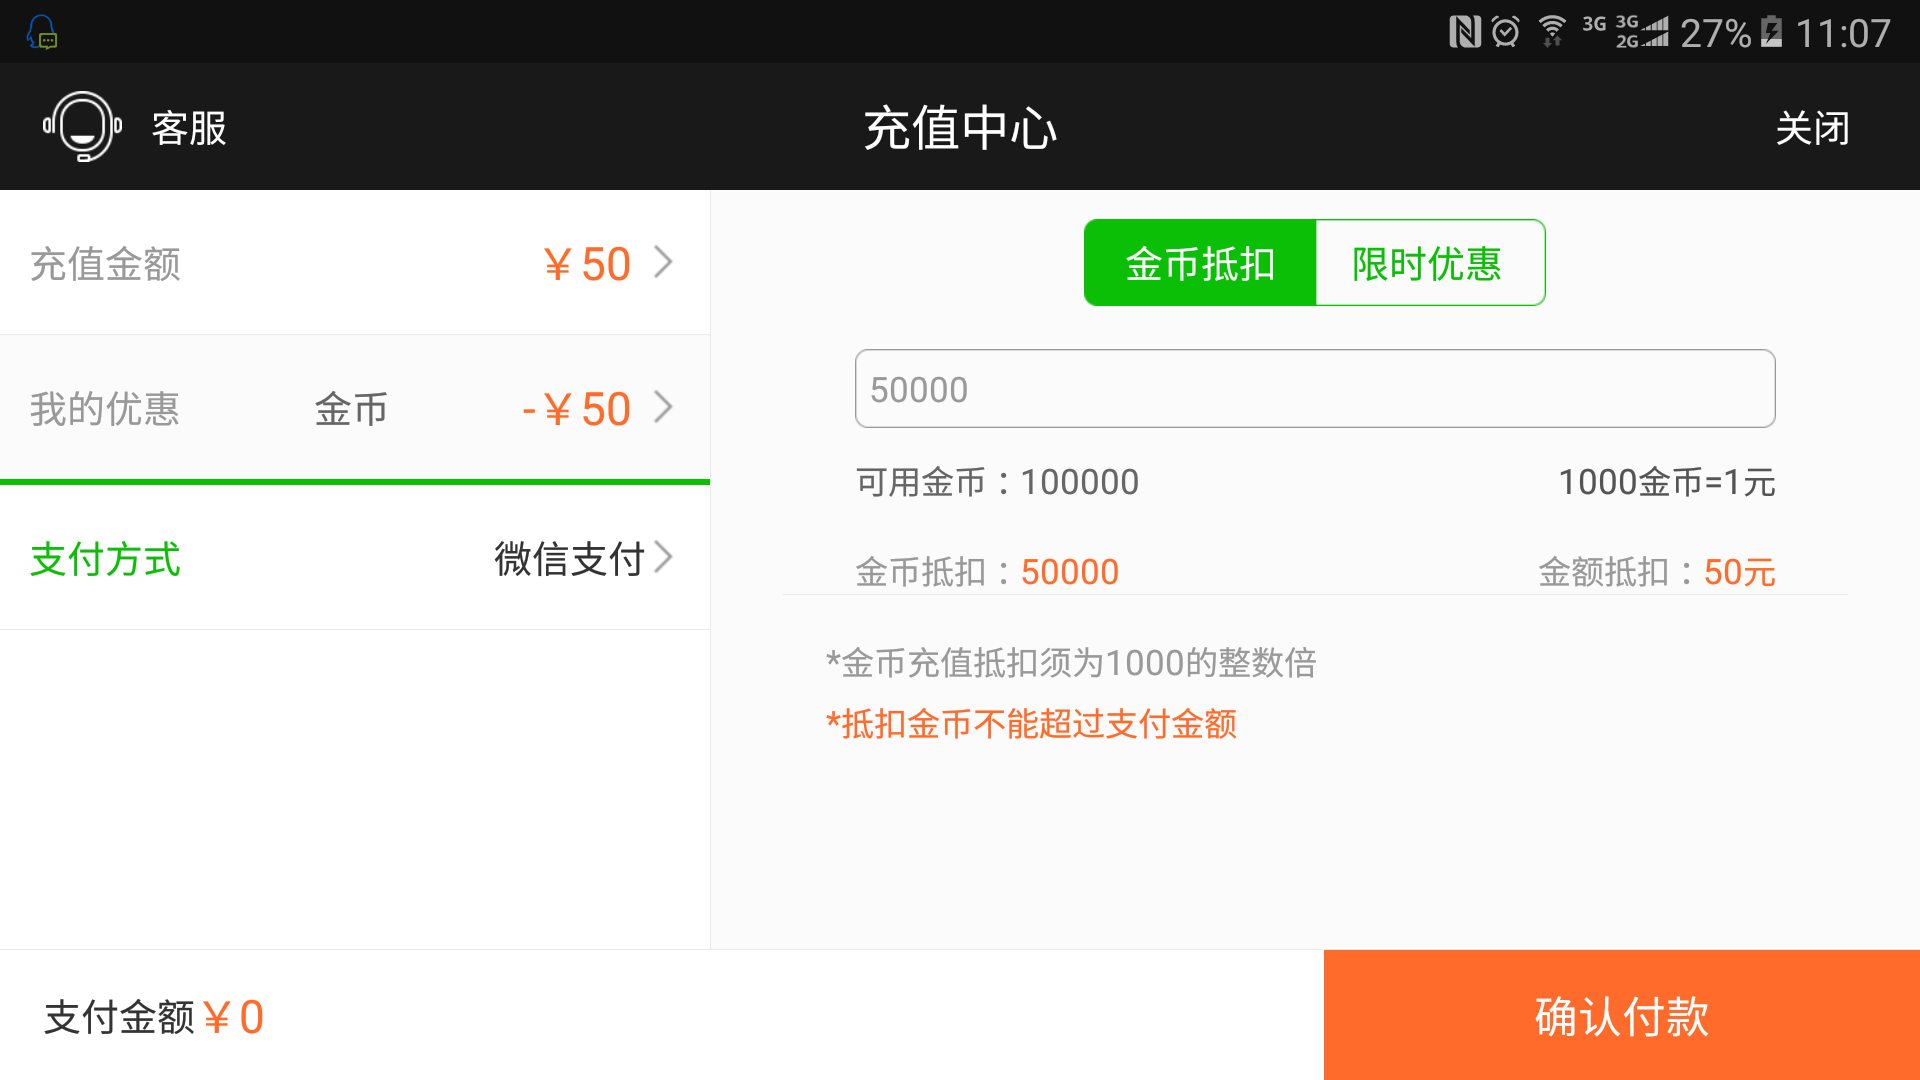 3G 3G 2G 27% 11:07
客服 充值中心 关闭
充值金额 ￥50
我的优惠 金币 -￥50
支付方式 微信支付
金币抵扣 限时优惠
50000
可用金币：100000 1000金币=1元
金币抵扣：50000 金额抵扣：50元
*金币充值抵扣须为1000的整数倍
*抵扣金币不能超过支付金额
支付金额￥0 确认付款